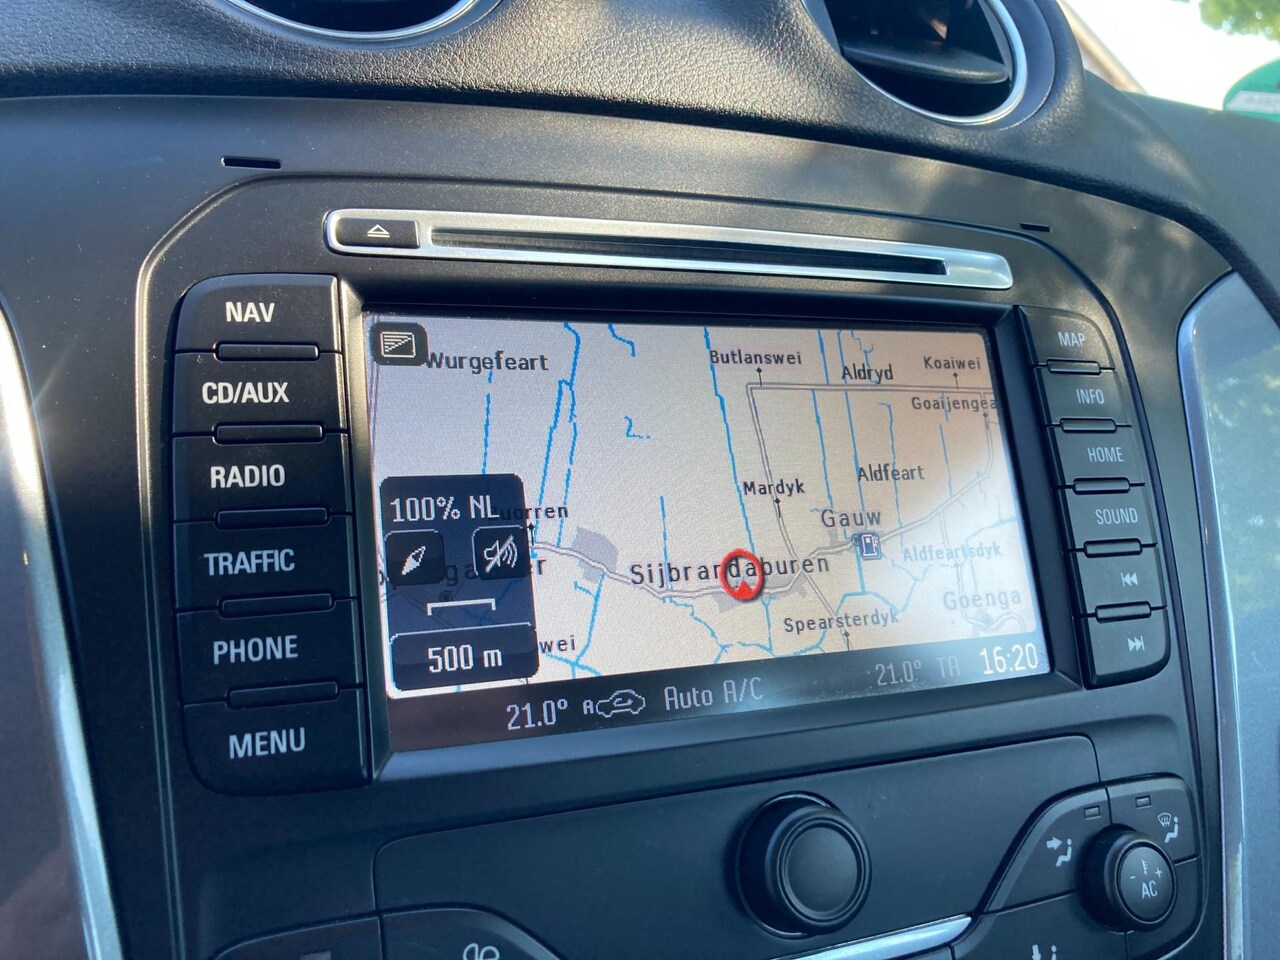 NAV
CD/AUX
RADIO
TRAFFIC
PHONE
MENU
Wurgefeart
Butlanswei
Aldryd
Koaiwei
Mardyk
Aldfeart
Gauw
Sijbrandaburen
Aldfeartsdyk
Goenga
Spearsterdyk
wei
100% NL
500 m
21.0° A Auto A/C 21.0° TA 16:20
MAP
INFO
HOME
SOUND
- +
AC